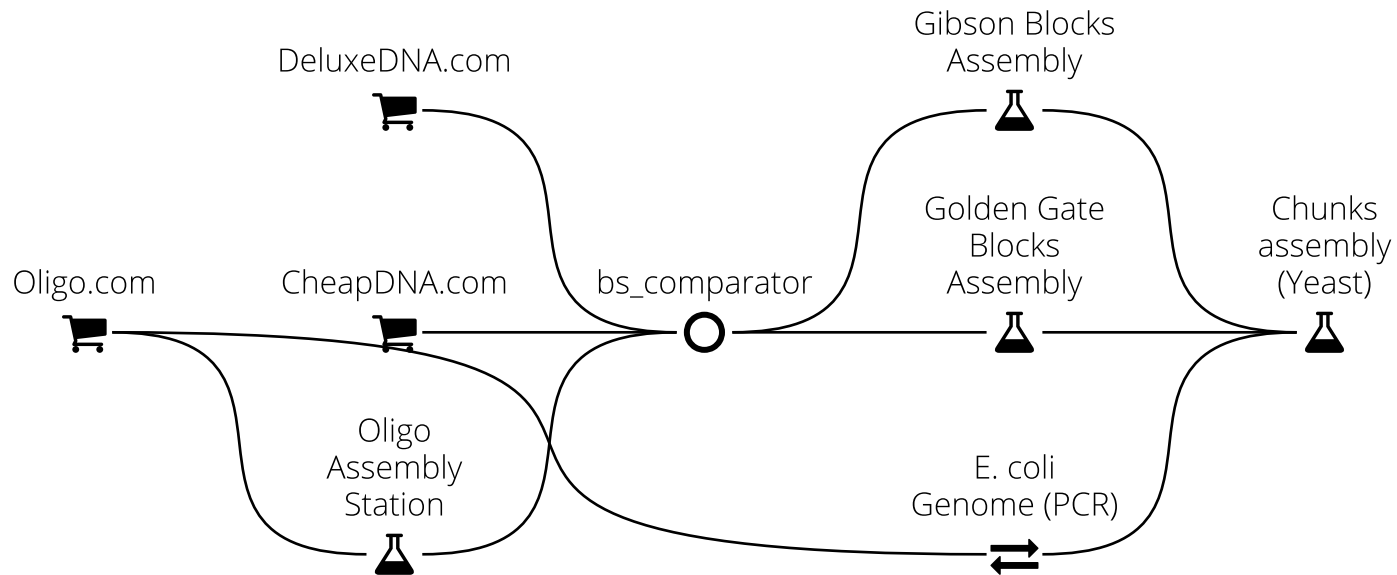 Gibson Blocks
Assembly
DeluxeDNA.com
Golden Gate
Blocks
Assembly
Chunks
assembly
(Yeast)
Oligo.com
CheapDNA.com
bs_comparator
Oligo
Assembly
Station
E. coli
Genome (PCR)